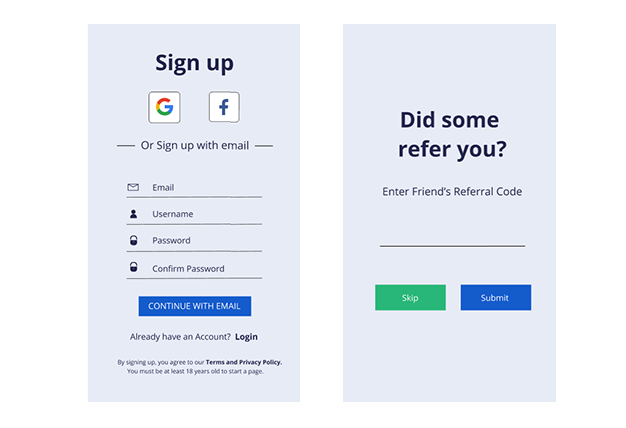 Sign up
Or Sign up with email
Email
Username
Password
Confirm Password
CONTINUE WITH EMAIL
Already have an Account? Login
By signing up, you agree to our Terms and Privacy Policy.
You must be at least 18 years old to start a page.
Did some
refer you?
Enter Friend's Referral Code
Skip
Submit